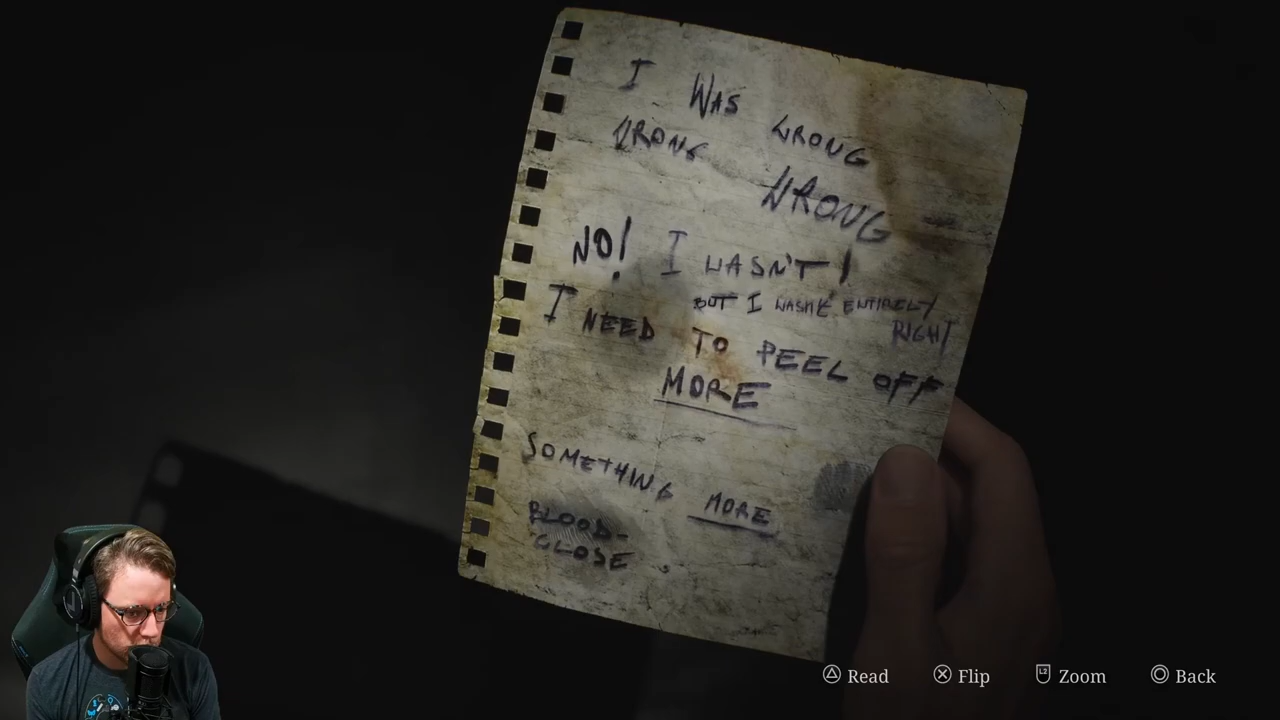 I WAS WRONG
WRONG
WRONG
NO! I WASN'T!
BUT I WASN'T ENTIRELY
RIGHT
I NEED TO PEEL OFF
MORE
SOMETHING MORE
BLOOD-
CLOSE
Read Flip L2 Zoom Back